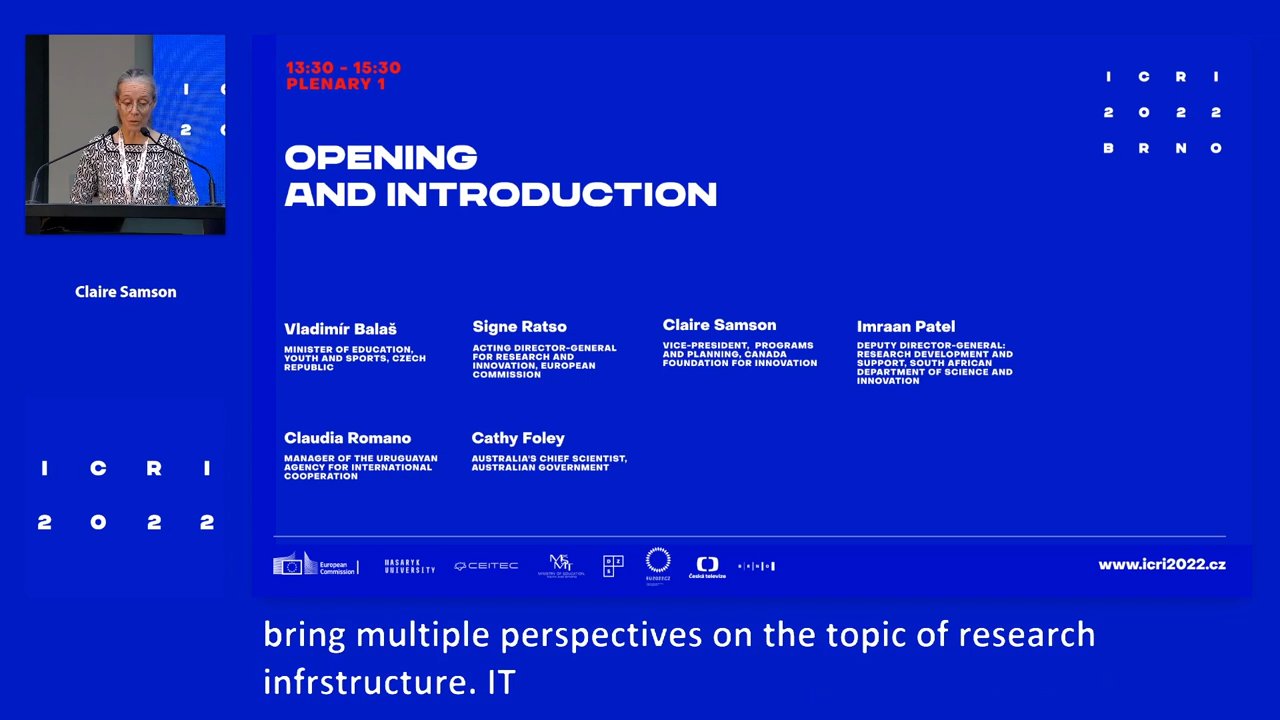 I C
2 0
Claire Samson
I C R I
2 0 2 2
13:30 - 15:30
PLENARY 1
OPENING
AND INTRODUCTION
I C R I
2 0 2 2
B R N O
Vladimír Balaš
MINISTER OF EDUCATION,
YOUTH AND SPORTS, CZECH
REPUBLIC
Signe Ratso
ACTING DIRECTOR-GENERAL
FOR RESEARCH AND
INNOVATION, EUROPEAN
COMMISSION
Claire Samson
VICE-PRESIDENT, PROGRAMS
AND PLANNING, CANADA
FOUNDATION FOR INNOVATION
Imraan Patel
DEPUTY DIRECTOR-GENERAL:
RESEARCH DEVELOPMENT AND
SUPPORT, SOUTH AFRICAN
DEPARTMENT OF SCIENCE AND
INNOVATION
Claudia Romano
MANAGER OF THE URUGUAYAN
AGENCY FOR INTERNATIONAL
COOPERATION
Cathy Foley
AUSTRALIA'S CHIEF SCIENTIST,
AUSTRALIAN GOVERNMENT
European
Commission
MASARYK
UNIVERSITY
CEITEC
Česká televize
B R N O
www.icri2022.cz
bring multiple perspectives on the topic of research
infrstructure. IT